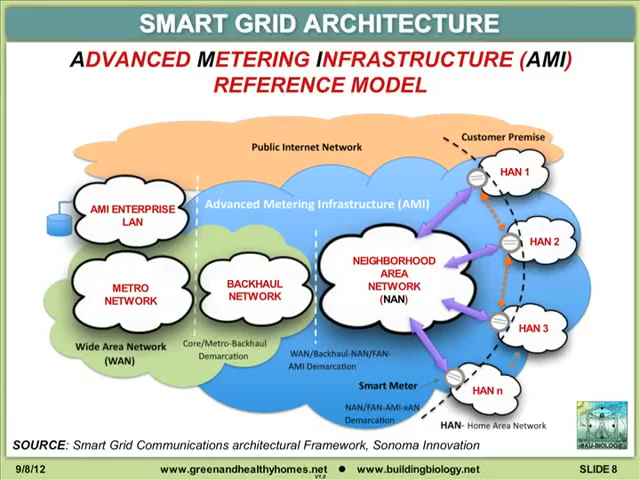 SMART GRID ARCHITECTURE
ADVANCED METERING INFRASTRUCTURE (AMI)
REFERENCE MODEL
Public Internet Network
Customer Premise
HAN 1
AMI ENTERPRISE
LAN
Advanced Metering Infrastructure (AMI)
HAN 2
NEIGHBORHOOD
AREA
NETWORK
(NAN)
METRO
NETWORK
BACKHAUL
NETWORK
HAN 3
Wide Area Network
(WAN)
Core/Metro-Backhaul
Demarcation
WAN/Backhaul-NAN/FAN-
AMI Demarcation
Smart Meter
HAN n
NAN/FAN-AMI-xAN
Demarcation
HAN- Home Area Network
BAU-BIOLOGIE
SOURCE: Smart Grid Communications architectural Framework, Sonoma Innovation
9/8/12
www.greenandhealthyhomes.net ● www.buildingbiology.net
SLIDE 8
V1.0